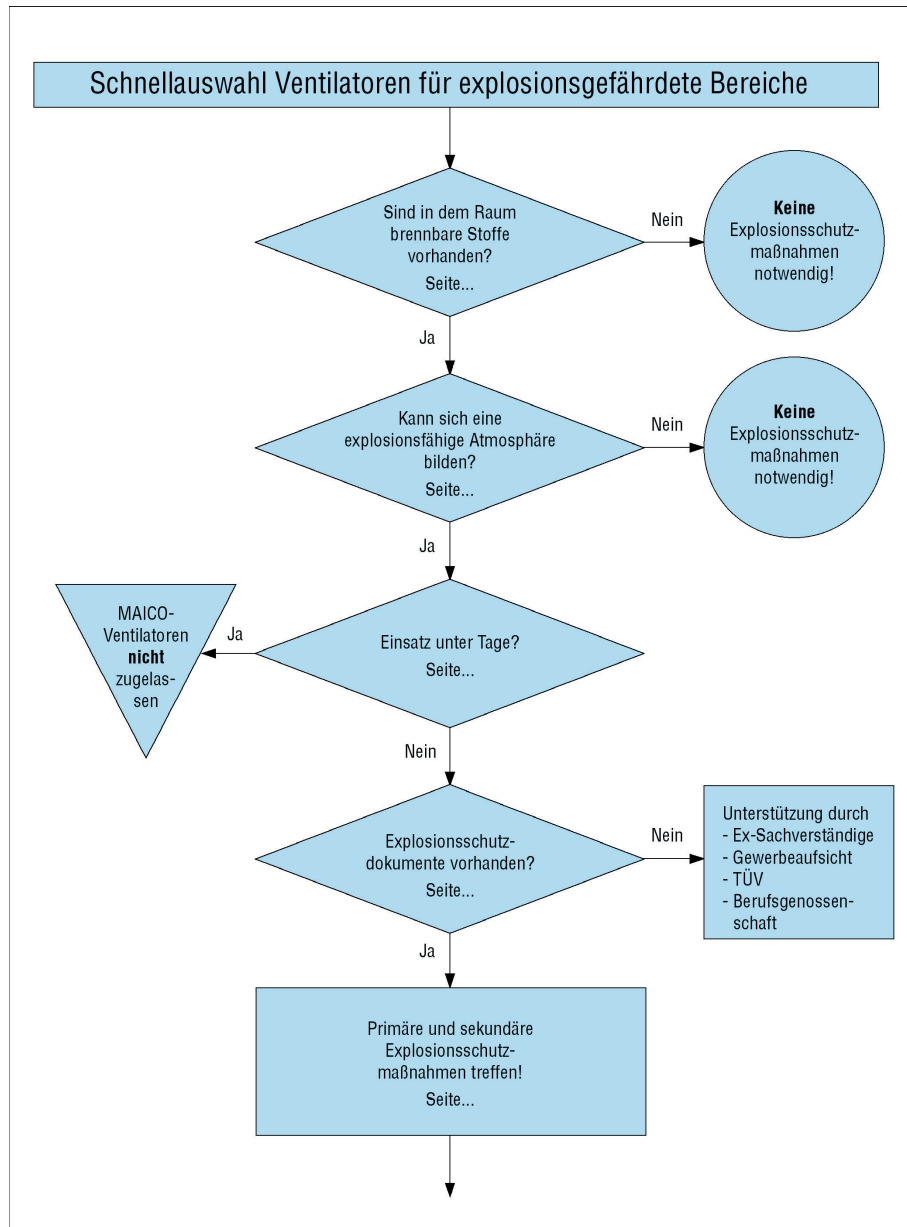 Schnellauswahl Ventilatoren für explosionsgefährdete Bereiche
Sind in dem Raum
brennbare Stoffe
vorhanden?
Seite...
Nein
Keine
Explosionsschutz-
maßnahmen
notwendig!
Ja
Kann sich eine
explosionsfähige Atmosphäre
bilden?
Seite...
Nein
Keine
Explosionsschutz-
maßnahmen
notwendig!
Ja
Einsatz unter Tage?
Seite...
Ja
MAICO-
Ventilatoren
nicht
zugelas-
sen
Nein
Explosionsschutz-
dokumente vorhanden?
Seite...
Nein
Unterstützung durch
- Ex-Sachverständige
- Gewerbeaufsicht
- TÜV
- Berufsgenossen-
schaft
Ja
Primäre und sekundäre
Explosionsschutz-
maßnahmen treffen!
Seite...